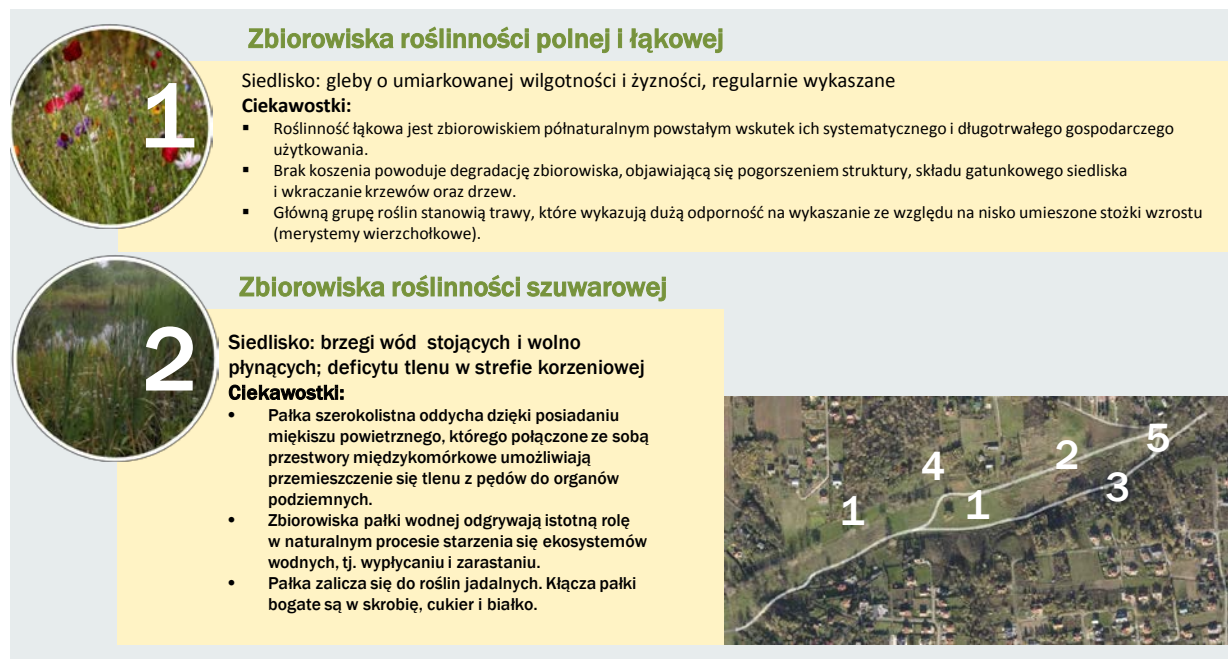 Zbiorowiska roślinności polnej i łąkowej
1
Siedlisko: gleby o umiarkowanej wilgotności i żyzności, regularnie wykaszane
Ciekawostki:
▪ Roślinność łąkowa jest zbiorowiskiem półnaturalnym powstałym wskutek ich systematycznego i długotrwałego gospodarczego
użytkowania.
▪ Brak koszenia powoduje degradację zbiorowiska, objawiającą się pogorszeniem struktury, składu gatunkowego siedliska
i wkraczanie krzewów oraz drzew.
▪ Główną grupę roślin stanowią trawy, które wykazują dużą odporność na wykaszanie ze względu na nisko umieszone stożki wzrostu
(merystemy wierzchołkowe).
Zbiorowiska roślinności szuwarowej
2
Siedlisko: brzegi wód stojących i wolno
płynących; deficytu tlenu w strefie korzeniowej
Ciekawostki:
• Pałka szerokolistna oddycha dzięki posiadaniu
miękiszu powietrznego, którego połączone ze sobą
przestwory międzykomórkowe umożliwiają
przemieszczenie się tlenu z pędów do organów
podziemnych.
• Zbiorowiska pałki wodnej odgrywają istotną rolę
w naturalnym procesie starzenia się ekosystemów
wodnych, tj. wypłycaniu i zarastaniu.
• Pałka zalicza się do roślin jadalnych. Kłącza pałki
bogate są w skrobię, cukier i białko.
5
2
4
3
1
1